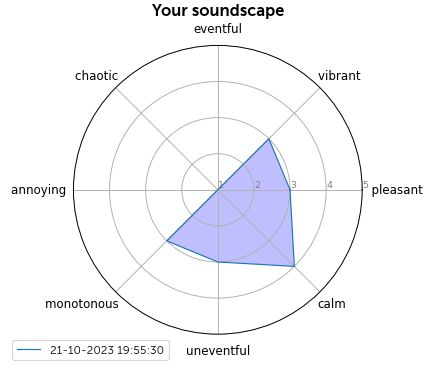 Your soundscape
eventful
chaotic
vibrant
annoying
1
2
3
4
5
pleasant
monotonous
calm
uneventful
21-10-2023 19:55:30